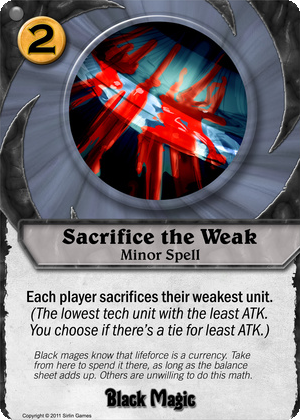 2
Sacrifice the Weak
Minor Spell
Each player sacrifices their weakest unit.
(The lowest tech unit with the least ATK.
You choose if there's a tie for least ATK.)
Black mages know that lifeforce is a currency. Take
from here to spend it there, as long as the balance
sheet adds up. Others are unwilling to do this math.
Black Magic
Copyright © 2011 Sirlin Games